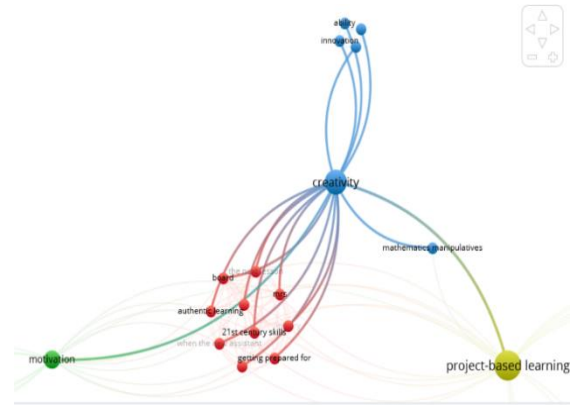 ability
innovation
creativity
mathematics manipulatives
board
authentic learning
21st century skills
when the
getting prepared for
motivation
project-based learning